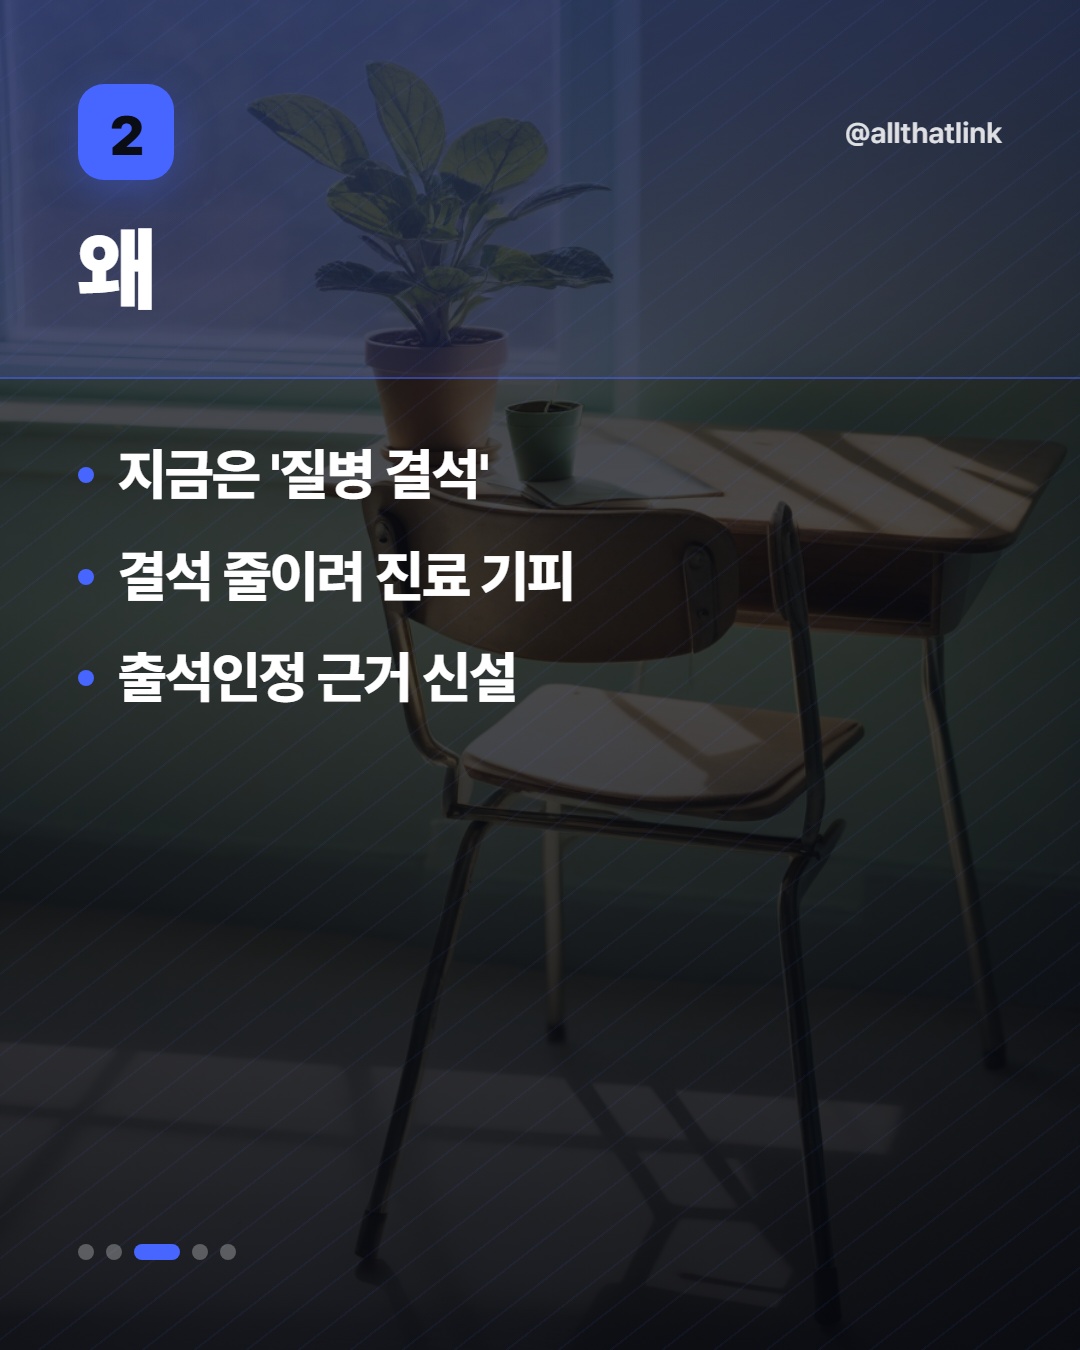 2
@allthatlink
왜
지금은 '질병 결석'
결석 줄이려 진료 기피
출석인정 근거 신설